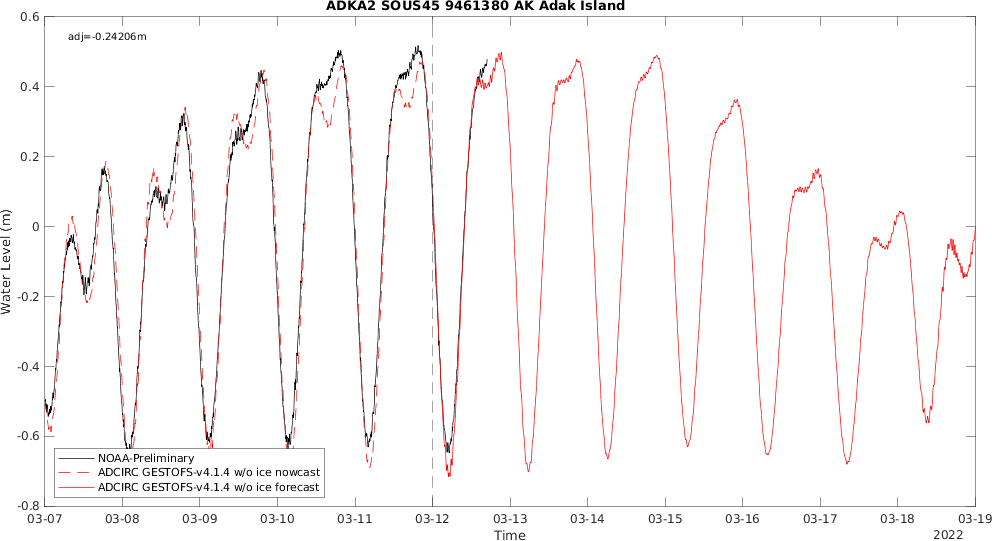 ADKA2 SOUS45 9461380 AK Adak Island
adj=-0.24206m
0.6
0.4
0.2
0
-0.2
-0.4
-0.6
-0.8
Water Level (m)
NOAA-Preliminary
ADCIRC GESTOFS-v4.1.4 w/o ice nowcast
ADCIRC GESTOFS-v4.1.4 w/o ice forecast
03-07 03-08 03-09 03-10 03-11 03-12 03-13 03-14 03-15 03-16 03-17 03-18 03-19
Time
2022